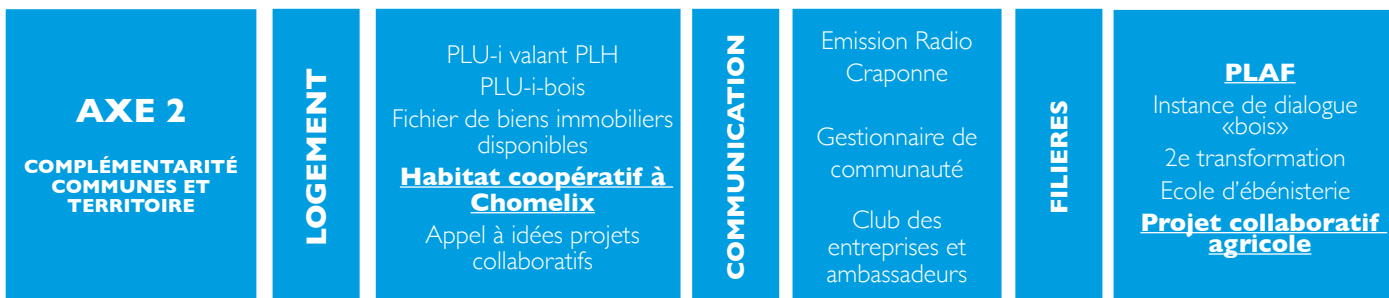 AXE 2
COMPLÉMENTARITÉ
COMMUNES ET
TERRITOIRE
LOGEMENT
PLU-i valant PLH
PLU-i-bois
Fichier de biens immobiliers
disponibles
Habitat coopératif à
Chomelix
Appel à idées projets
collaboratifs
COMMUNICATION
Emission Radio
Craponne
Gestionnaire de
communauté
Club des
entreprises et
ambassadeurs
FILIERES
PLAF
Instance de dialogue
«bois»
2e transformation
Ecole d’ébénisterie
Projet collaboratif
agricole